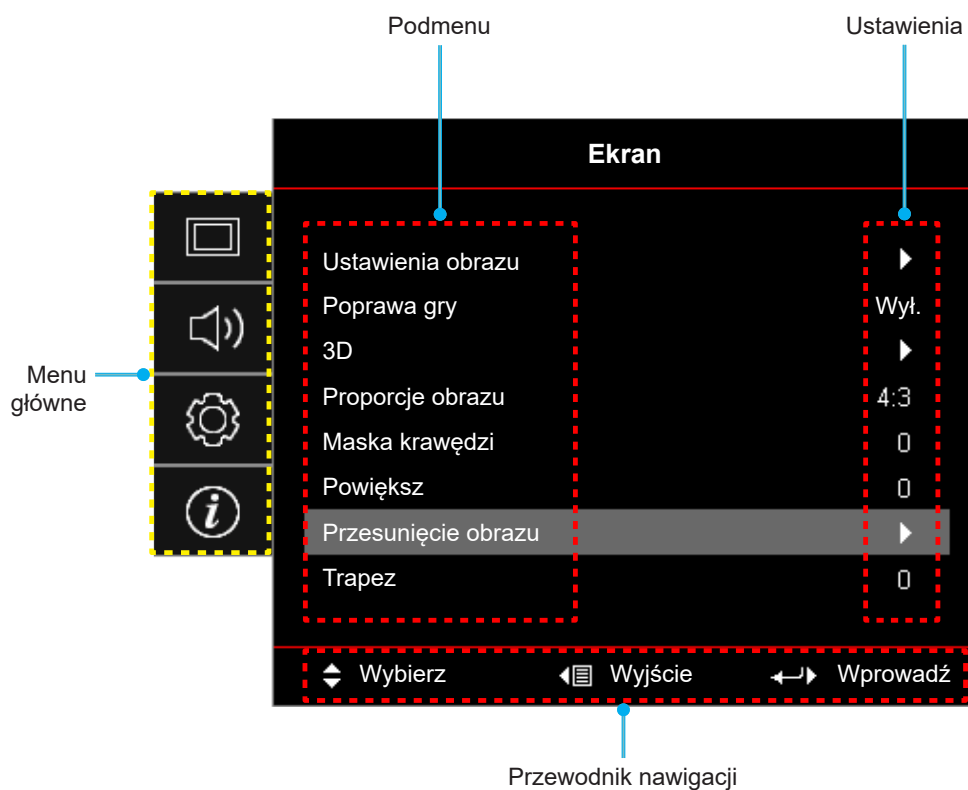 Podmenu
Ustawienia
Ekran
Ustawienia obrazu
Poprawa gry Wył.
3D
Proporcje obrazu 4:3
Maska krawędzi 0
Powiększ 0
Przesunięcie obrazu
Trapez 0
Menu
główne
Wybierz Wyjście Wprowadź
Przewodnik nawigacji